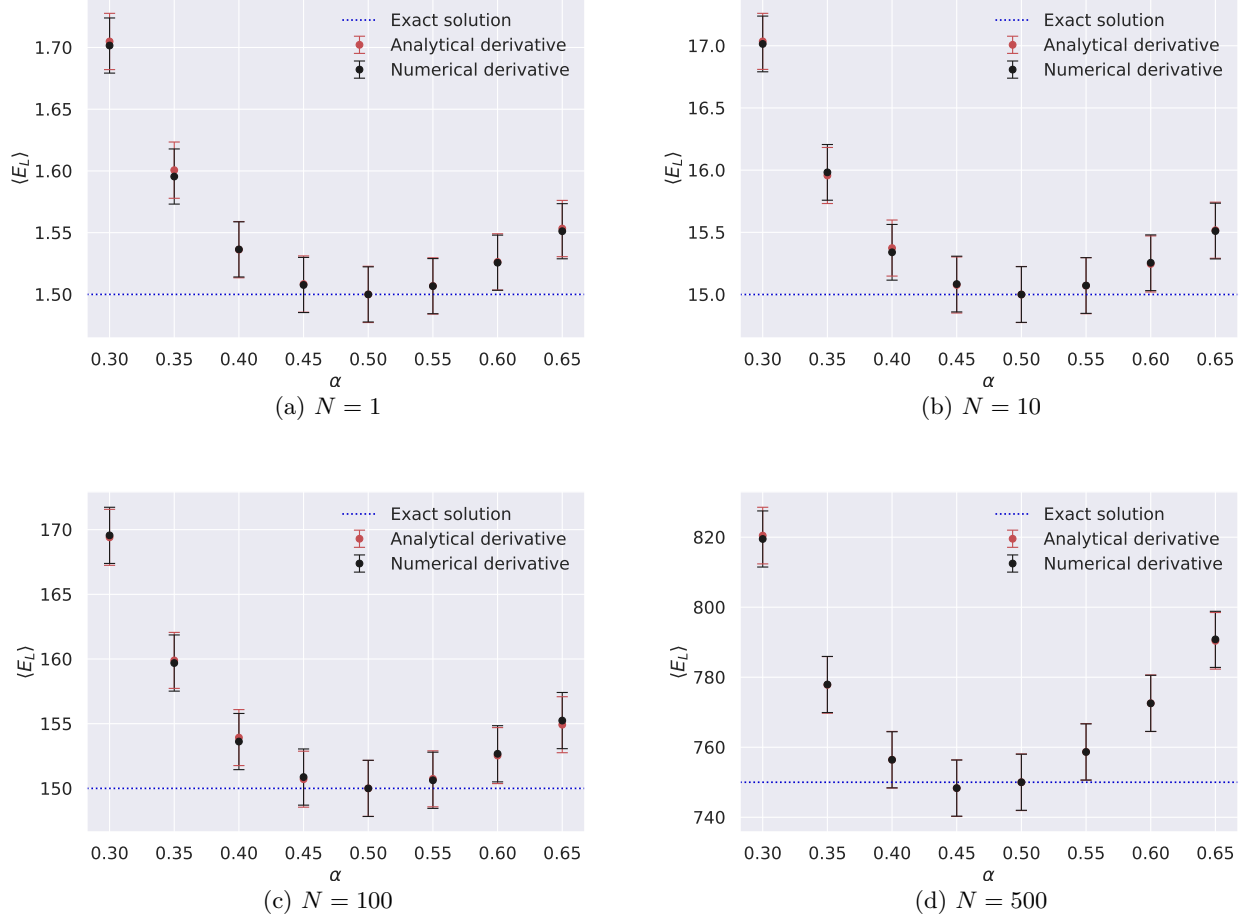 Exact solution
Analytical derivative
Numerical derivative
1.70
1.65
1.60
1.55
1.50
⟨E_L⟩
0.30 0.35 0.40 0.45 0.50 0.55 0.60 0.65
α
(a) N = 1
Exact solution
Analytical derivative
Numerical derivative
17.0
16.5
16.0
15.5
15.0
⟨E_L⟩
0.30 0.35 0.40 0.45 0.50 0.55 0.60 0.65
α
(b) N = 10
Exact solution
Analytical derivative
Numerical derivative
170
165
160
155
150
⟨E_L⟩
0.30 0.35 0.40 0.45 0.50 0.55 0.60 0.65
α
(c) N = 100
Exact solution
Analytical derivative
Numerical derivative
820
800
780
760
740
⟨E_L⟩
0.30 0.35 0.40 0.45 0.50 0.55 0.60 0.65
α
(d) N = 500